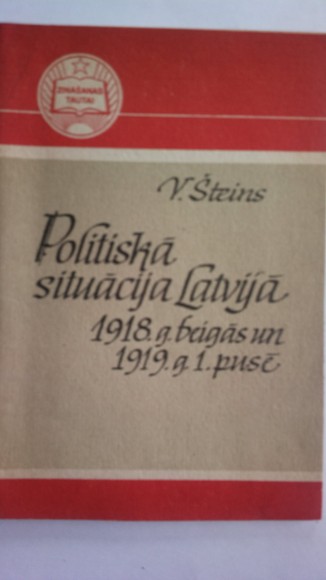 ZINĀŠANAS
TAUTAI
V. Šteins
Politiskā
situācija Latvijā
1918. g. beigās un
1919. g. 1. pusē